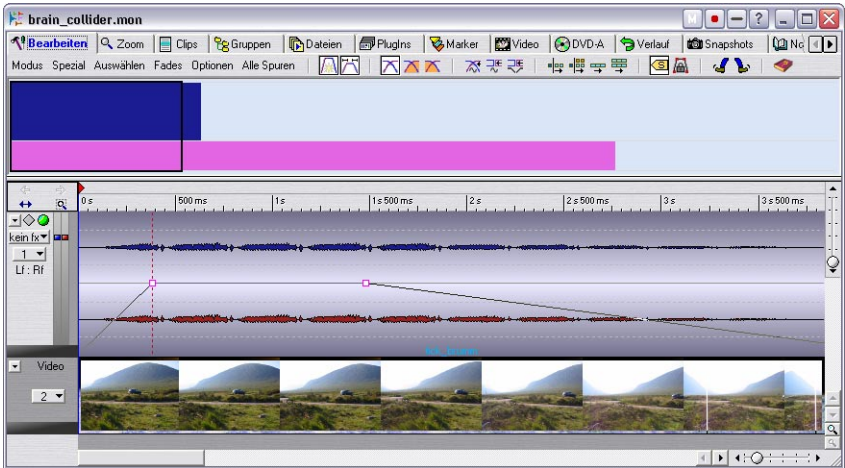 brain_collider.mon
M ?
Bearbeiten Zoom Clips Gruppen Dateien PlugIns Marker Video DVD-A Verlauf Snapshots No
Modus Spezial Auswählen Fades Optionen Alle Spuren S
0 s 500 ms 1 s 1 s 500 ms 2 s 2 s 500 ms 3 s 3 s 500 ms
kein fx
1
Lf : Rf
Video
2